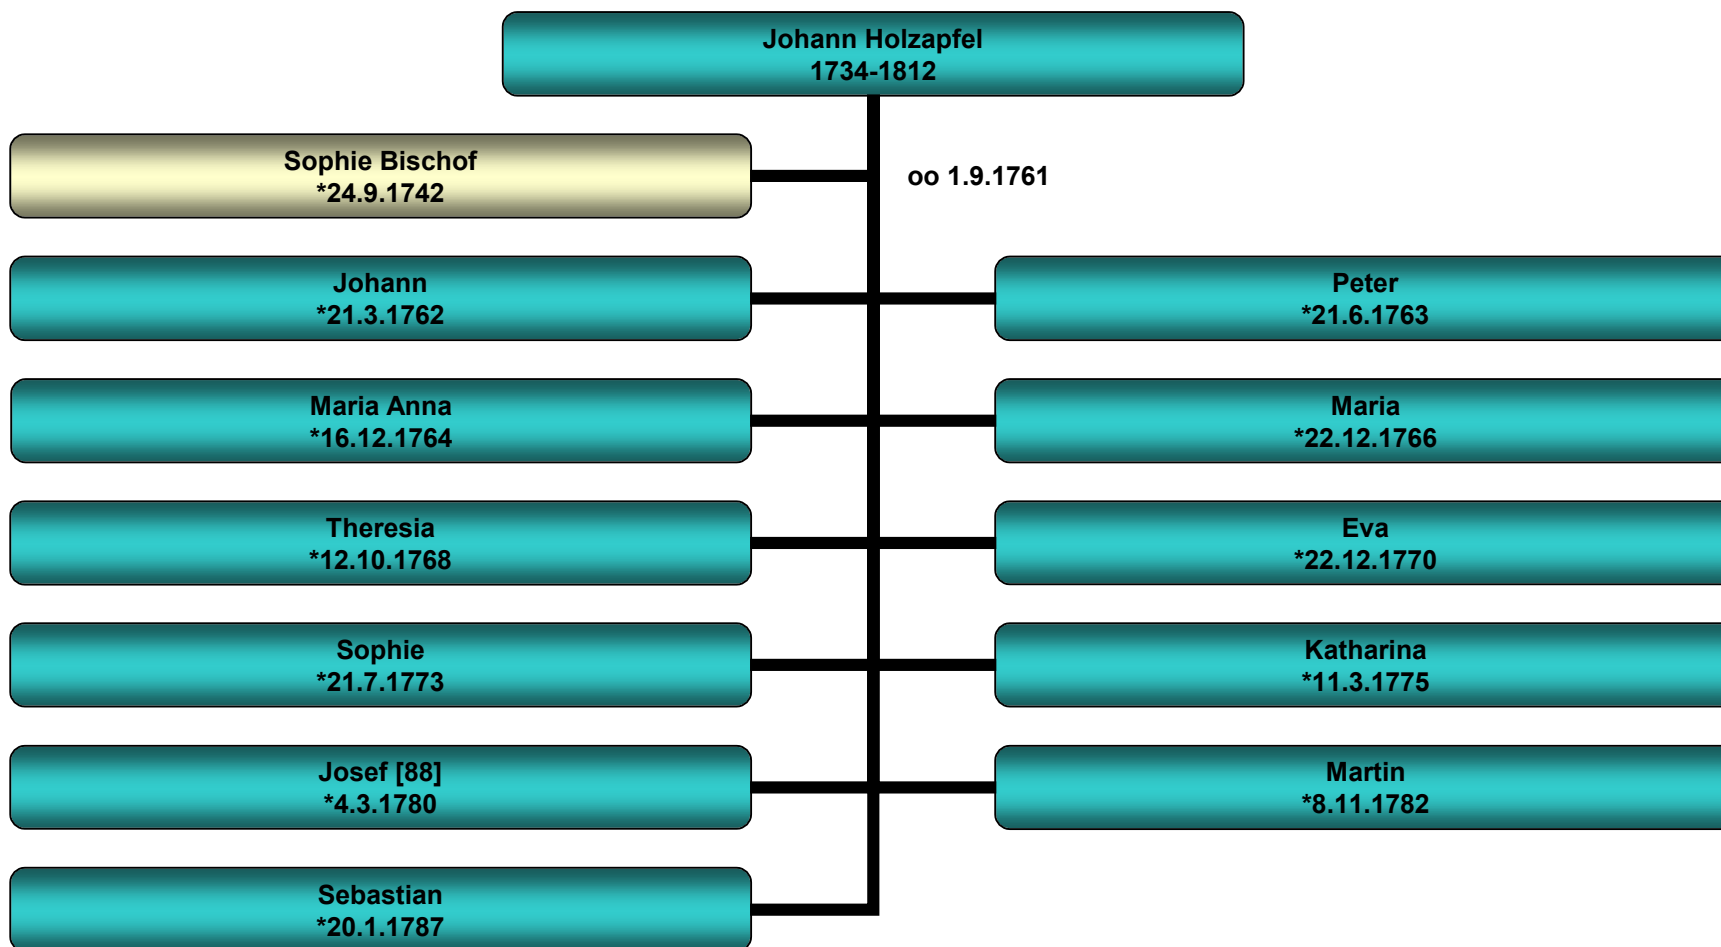 Johann Holzapfel
1734-1812
Sophie Bischof
*24.9.1742
oo 1.9.1761
Johann
*21.3.1762
Peter
*21.6.1763
Maria Anna
*16.12.1764
Maria
*22.12.1766
Theresia
*12.10.1768
Eva
*22.12.1770
Sophie
*21.7.1773
Katharina
*11.3.1775
Josef [88]
*4.3.1780
Martin
*8.11.1782
Sebastian
*20.1.1787